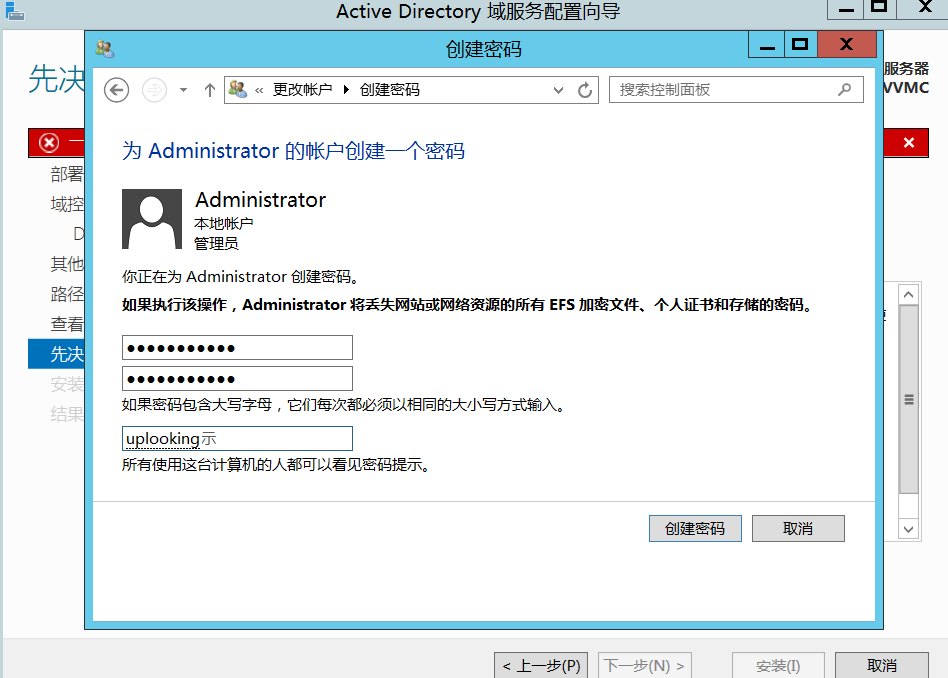 Active Directory 域服务配置向导
创建密码
先决
服务器
VVMC
« 更改帐户 ▸ 创建密码
搜索控制面板
部署
域控
D
其他
路径
查看
先决
安装
结果
为 Administrator 的帐户创建一个密码
Administrator
本地帐户
管理员
你正在为 Administrator 创建密码。
如果执行该操作，Administrator 将丢失网站或网络资源的所有 EFS 加密文件、个人证书和存储的密码。
●●●●●●●●●●●
●●●●●●●●●●●
如果密码包含大写字母，它们每次都必须以相同的大小写方式输入。
uplooking示
所有使用这台计算机的人都可以看见密码提示。
创建密码
取消
< 上一步(P)
下一步(N) >
安装(I)
取消